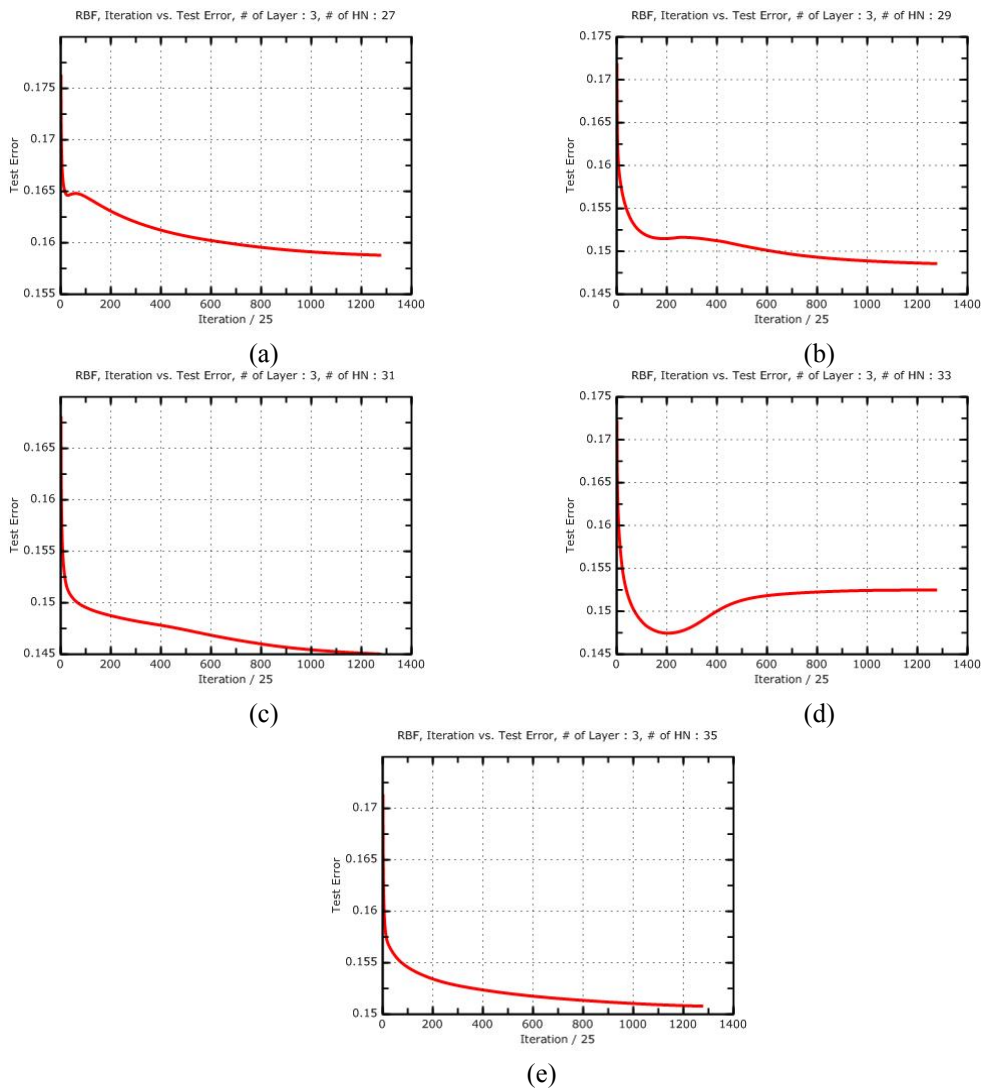 RBF, Iteration vs. Test Error, # of Layer : 3, # of HN : 27
0.175
0.17
0.165
0.16
0.155
Test Error
0 200 400 600 800 1000 1200 1400
Iteration / 25
(a)
RBF, Iteration vs. Test Error, # of Layer : 3, # of HN : 29
0.175
0.17
0.165
0.16
0.155
0.15
0.145
Test Error
0 200 400 600 800 1000 1200 1400
Iteration / 25
(b)
RBF, Iteration vs. Test Error, # of Layer : 3, # of HN : 31
0.165
0.16
0.155
0.15
0.145
Test Error
0 200 400 600 800 1000 1200 1400
Iteration / 25
(c)
RBF, Iteration vs. Test Error, # of Layer : 3, # of HN : 33
0.175
0.17
0.165
0.16
0.155
0.15
0.145
Test Error
0 200 400 600 800 1000 1200 1400
Iteration / 25
(d)
RBF, Iteration vs. Test Error, # of Layer : 3, # of HN : 35
0.17
0.165
0.16
0.155
0.15
Test Error
0 200 400 600 800 1000 1200 1400
Iteration / 25
(e)